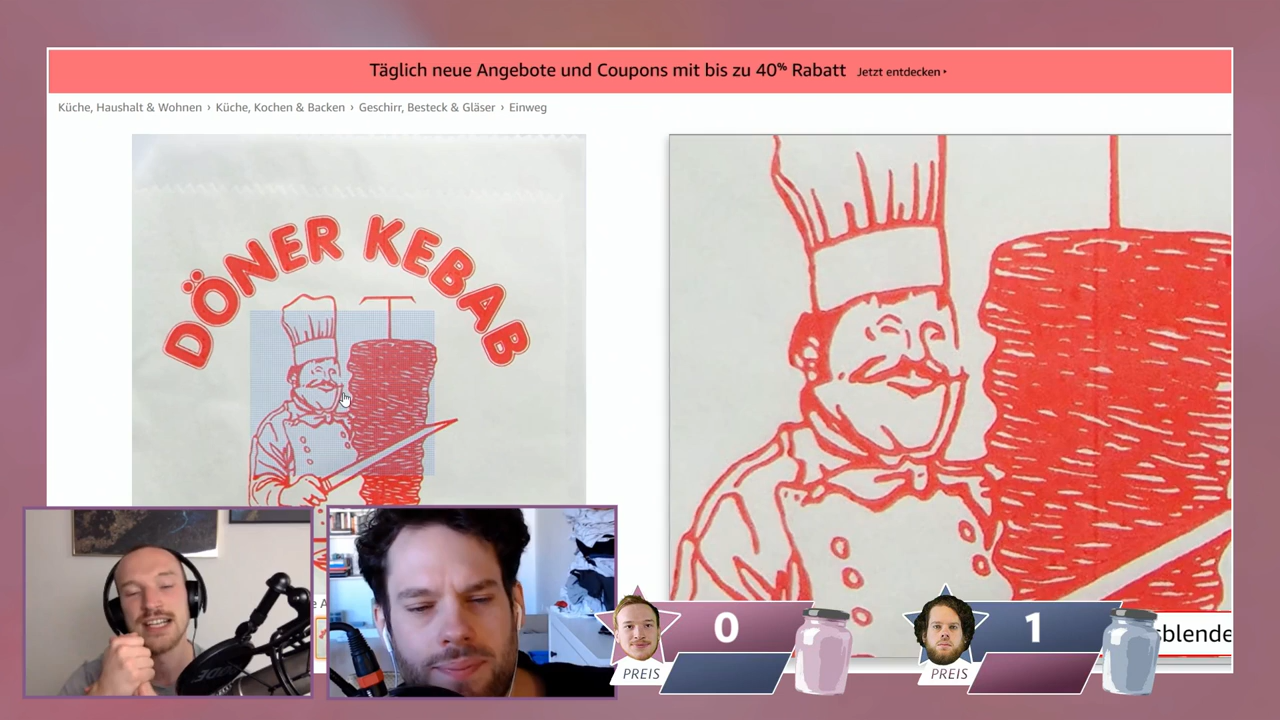 Täglich neue Angebote und Coupons mit bis zu 40% Rabatt Jetzt entdecken ›
Küche, Haushalt & Wohnen › Küche, Kochen & Backen › Geschirr, Besteck & Gläser › Einweg
DÖNER KEBAB
0
PREIS
1
PREIS
sblende